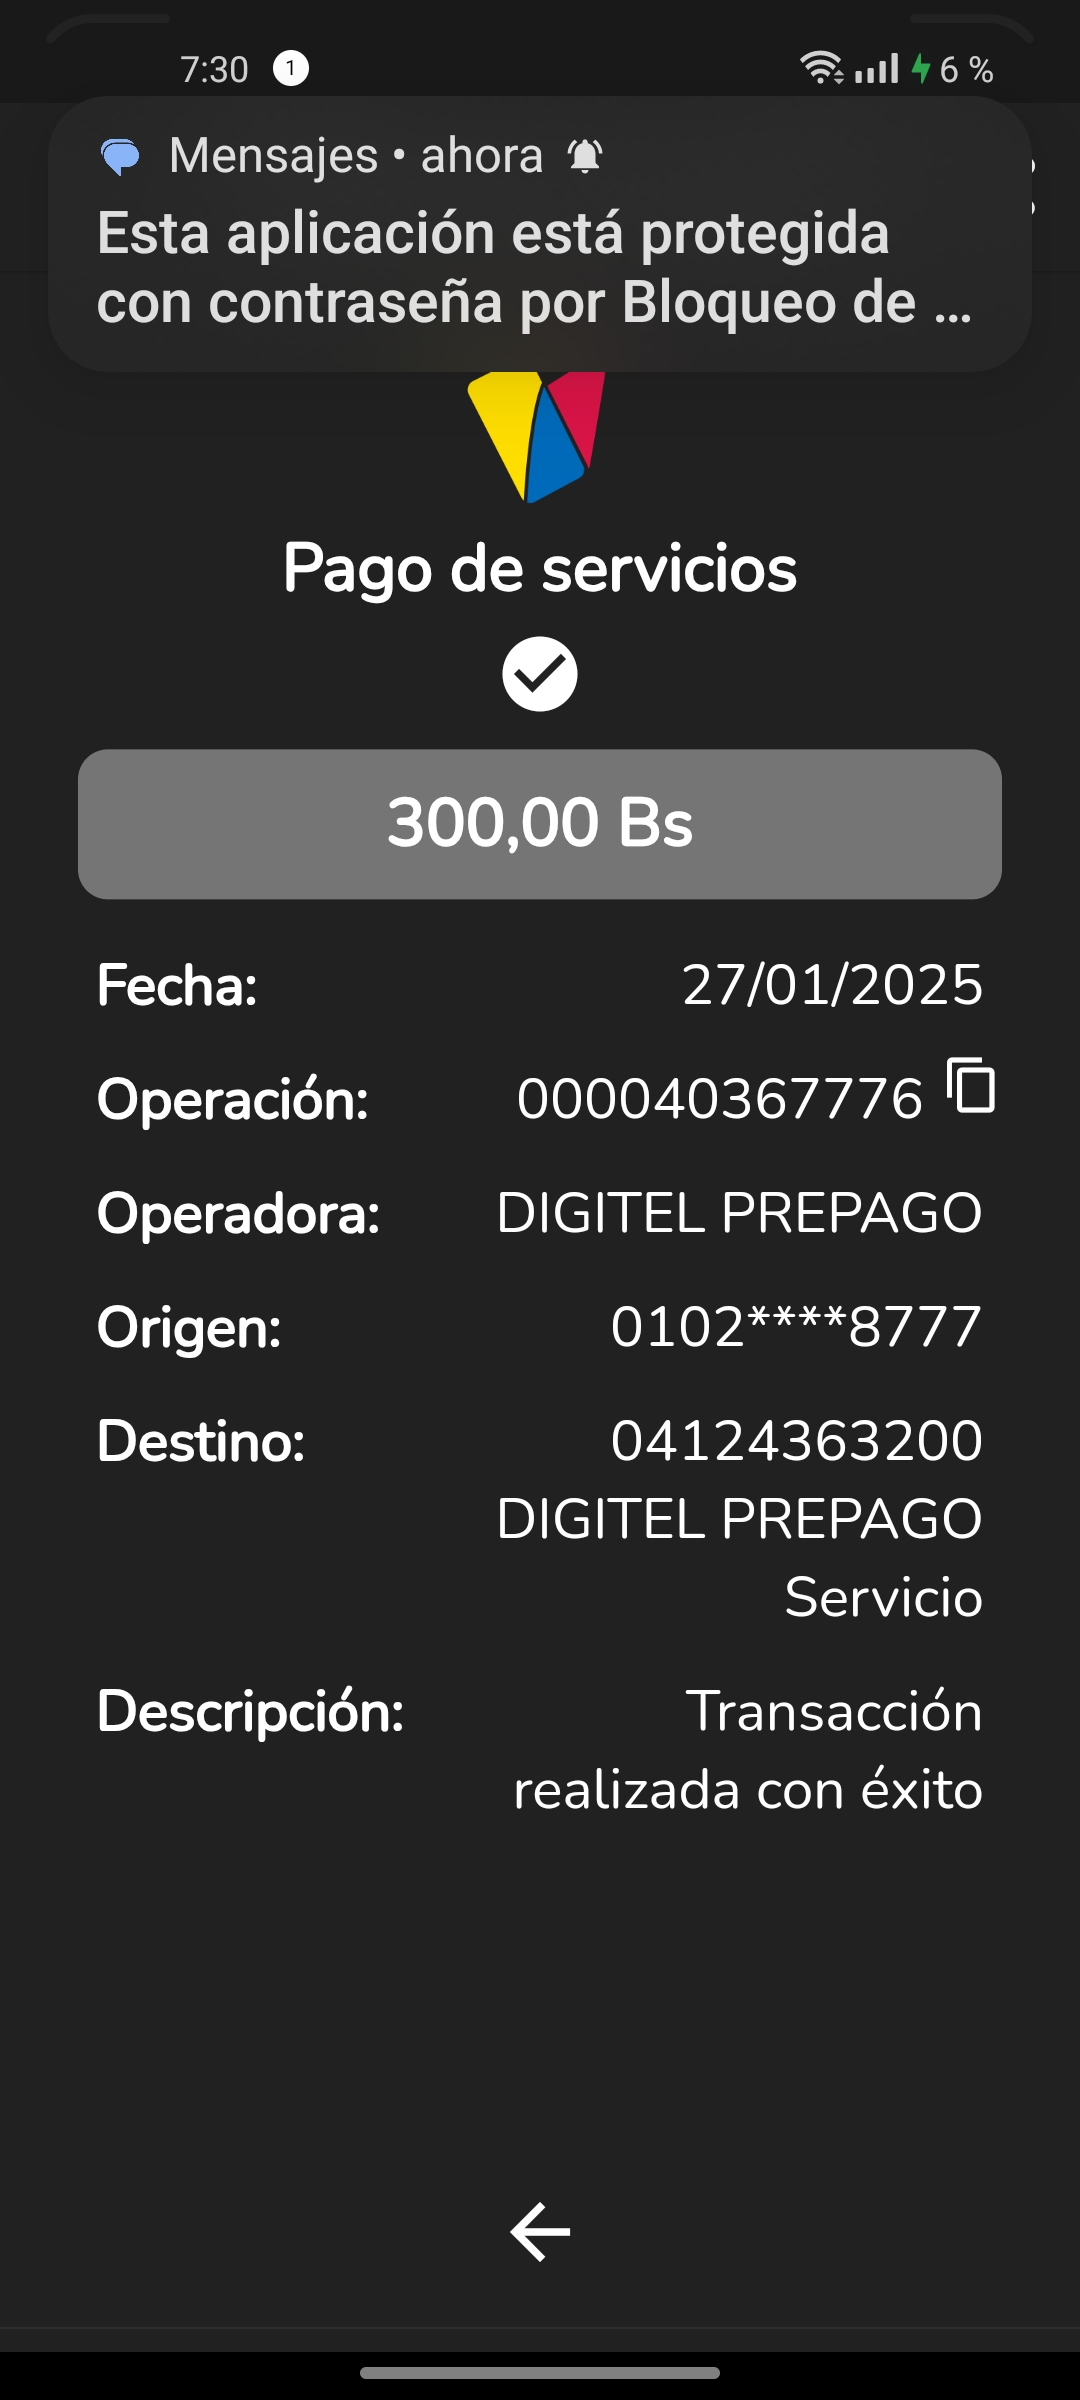 7:30 1 6 %
Mensajes • ahora
Esta aplicación está protegida
con contraseña por Bloqueo de ...
Pago de servicios
300,00 Bs
Fecha: 27/01/2025
Operación: 000040367776
Operadora: DIGITEL PREPAGO
Origen: 0102****8777
Destino: 04124363200
DIGITEL PREPAGO
Servicio
Descripción: Transacción
realizada con éxito